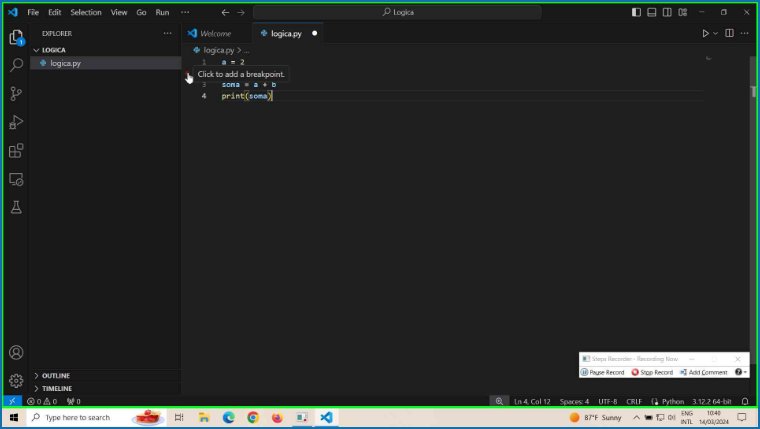 File Edit Selection View Go Run ··· Logica
EXPLORER ···
Welcome
logica.py
LOGICA
logica.py
logica.py > ...
1 a = 2
Click to add a breakpoint.
3 soma = a + b
4 print(soma)
Steps Recorder - Recording Now
Pause Record Stop Record Add Comment
OUTLINE
TIMELINE
0 0 0 Ln 4, Col 12 Spaces: 4 UTF-8 CRLF Python 3.12.2 64-bit
Type here to search
87°F Sunny
ENG
INTL
10:40
14/03/2024